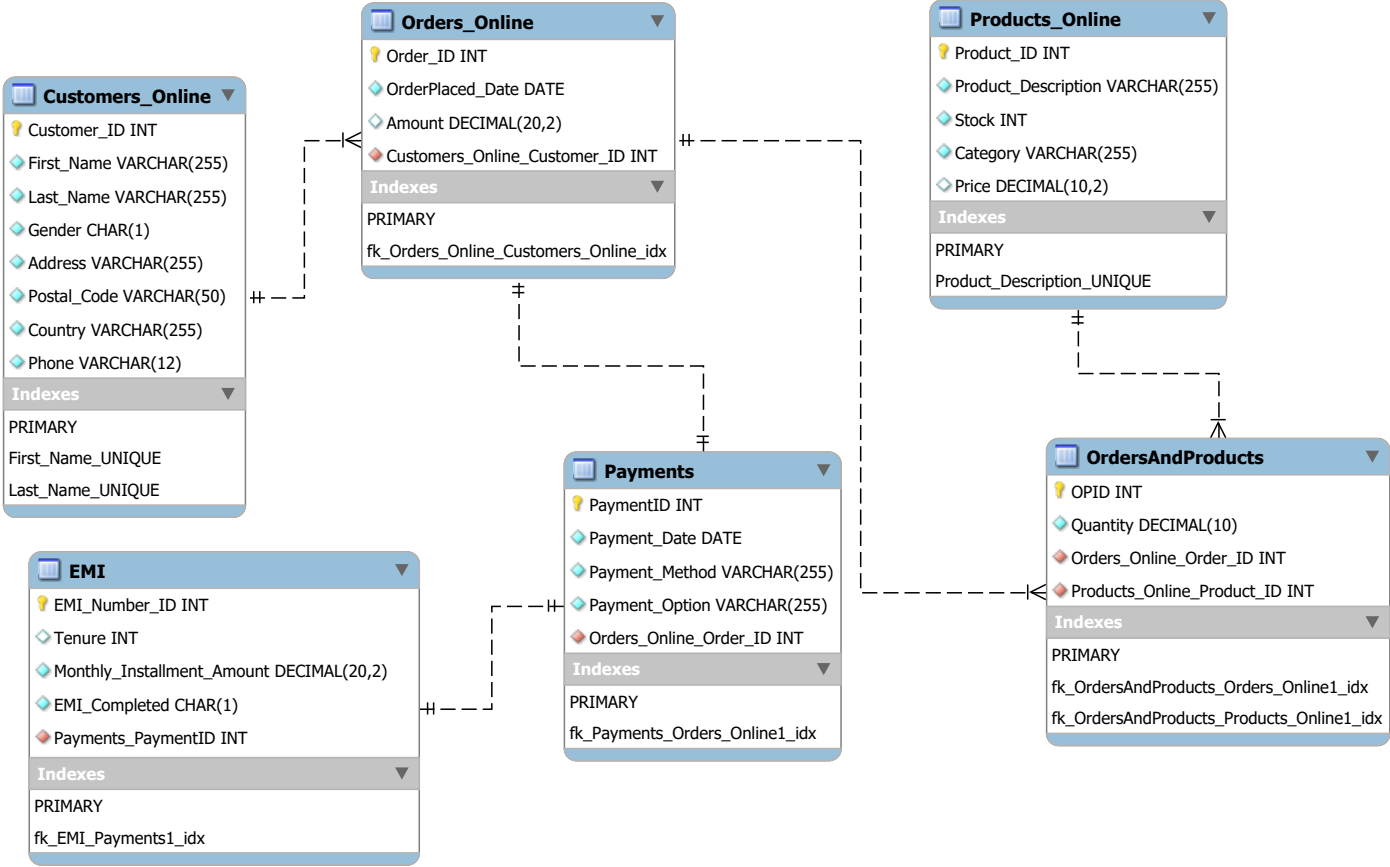 Customers_Online
Customer_ID INT
First_Name VARCHAR(255)
Last_Name VARCHAR(255)
Gender CHAR(1)
Address VARCHAR(255)
Postal_Code VARCHAR(50)
Country VARCHAR(255)
Phone VARCHAR(12)
Indexes
PRIMARY
First_Name_UNIQUE
Last_Name_UNIQUE
Orders_Online
Order_ID INT
OrderPlaced_Date DATE
Amount DECIMAL(20,2)
Customers_Online_Customer_ID INT
Indexes
PRIMARY
fk_Orders_Online_Customers_Online_idx
Products_Online
Product_ID INT
Product_Description VARCHAR(255)
Stock INT
Category VARCHAR(255)
Price DECIMAL(10,2)
Indexes
PRIMARY
Product_Description_UNIQUE
EMI
EMI_Number_ID INT
Tenure INT
Monthly_Installment_Amount DECIMAL(20,2)
EMI_Completed CHAR(1)
Payments_PaymentID INT
Indexes
PRIMARY
fk_EMI_Payments1_idx
Payments
PaymentID INT
Payment_Date DATE
Payment_Method VARCHAR(255)
Payment_Option VARCHAR(255)
Orders_Online_Order_ID INT
Indexes
PRIMARY
fk_Payments_Orders_Online1_idx
OrdersAndProducts
OPID INT
Quantity DECIMAL(10)
Orders_Online_Order_ID INT
Products_Online_Product_ID INT
Indexes
PRIMARY
fk_OrdersAndProducts_Orders_Online1_idx
fk_OrdersAndProducts_Products_Online1_idx